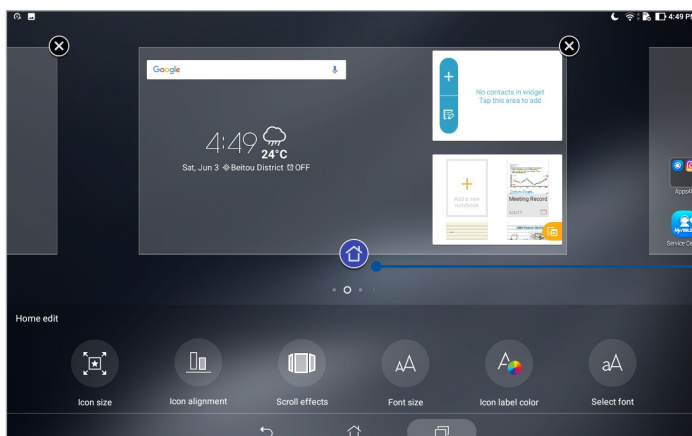 4:49 PM
Google
4:49
24°C
Sat, Jun 3 Beitou District OFF
No contacts in widget
Tap this area to add
Add a new
notebook
Meeting Record
Apps4
Service Ce
Home edit
Icon size
Icon alignment
Scroll effects
Font size
Icon label color
Select font